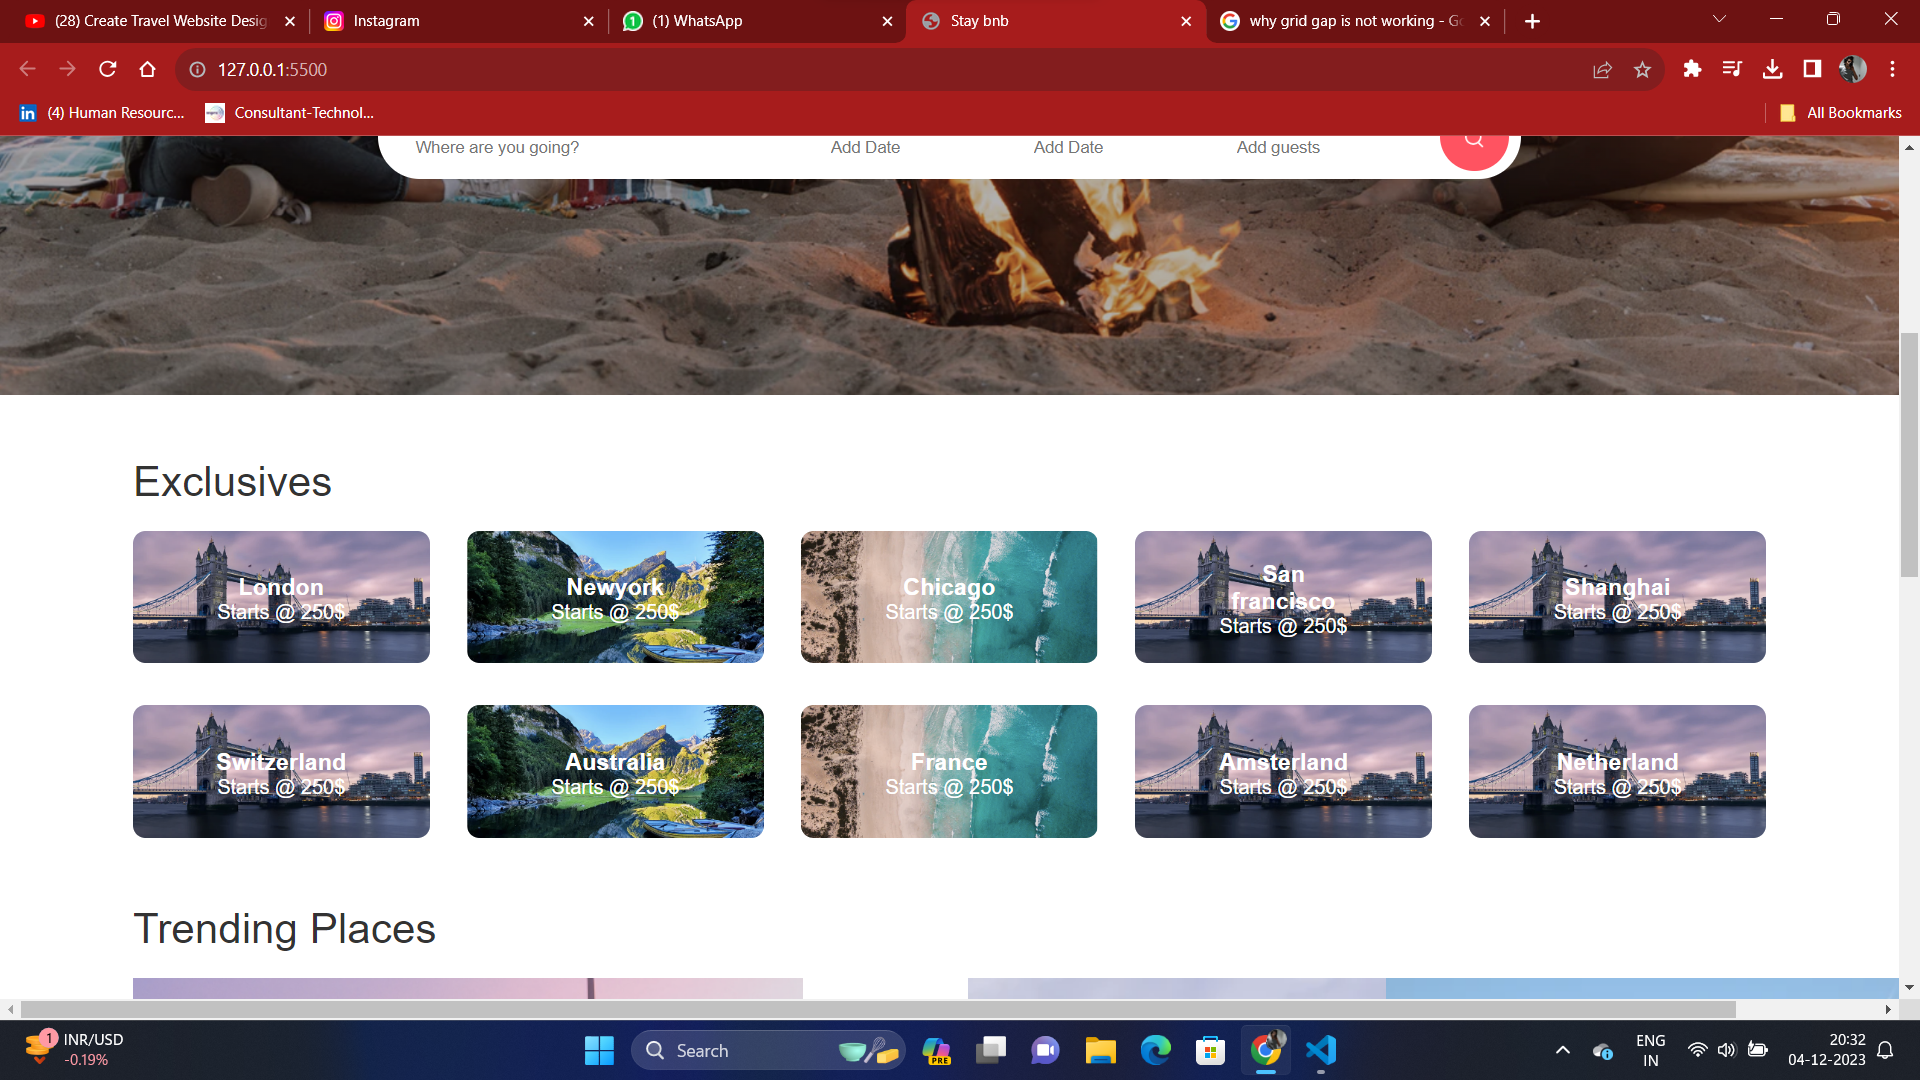 (28) Create Travel Website Desig
Instagram
(1) WhatsApp
Stay bnb
why grid gap is not working - Go
127.0.0.1:5500
(4) Human Resourc...
Consultant-Technol...
All Bookmarks
Where are you going? Add Date Add Date Add guests
Exclusives
London
Starts @ 250$
Newyork
Starts @ 250$
Chicago
Starts @ 250$
San
francisco
Starts @ 250$
Shanghai
Starts @ 250$
Switzerland
Starts @ 250$
Australia
Starts @ 250$
France
Starts @ 250$
Amsterland
Starts @ 250$
Netherland
Starts @ 250$
Trending Places
1
INR/USD
-0.19%
Search
PRE
ENG
IN
20:32
04-12-2023